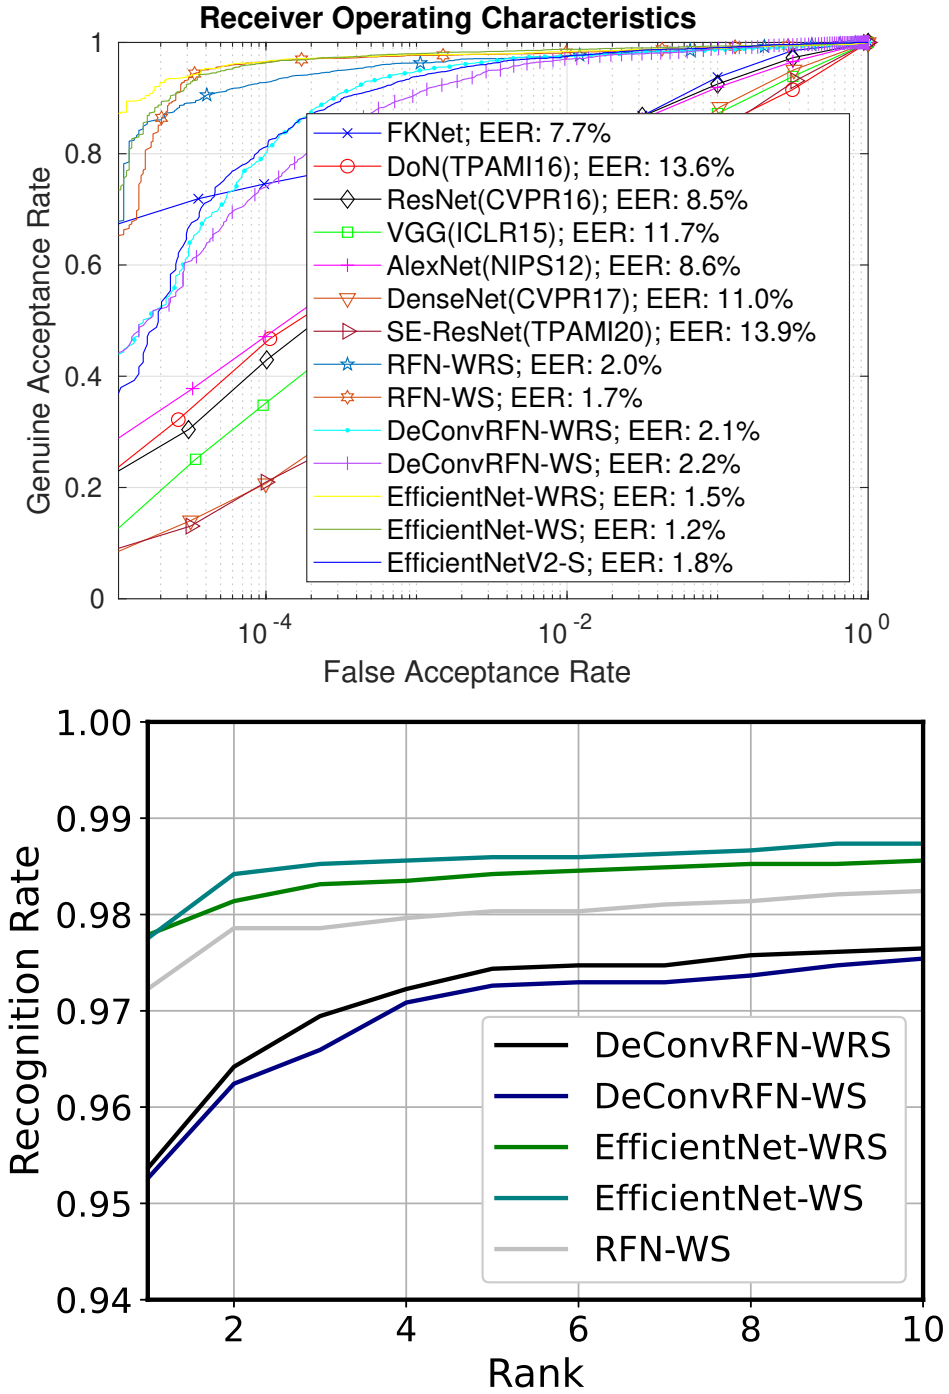 Receiver Operating Characteristics
1
0.8
0.6
0.4
0.2
0
Genuine Acceptance Rate
FKNet; EER: 7.7%
DoN(TPAMI16); EER: 13.6%
ResNet(CVPR16); EER: 8.5%
VGG(ICLR15); EER: 11.7%
AlexNet(NIPS12); EER: 8.6%
DenseNet(CVPR17); EER: 11.0%
SE-ResNet(TPAMI20); EER: 13.9%
RFN-WRS; EER: 2.0%
RFN-WS; EER: 1.7%
DeConvRFN-WRS; EER: 2.1%
DeConvRFN-WS; EER: 2.2%
EfficientNet-WRS; EER: 1.5%
EfficientNet-WS; EER: 1.2%
EfficientNetV2-S; EER: 1.8%
10^-4 10^-2 10^0
False Acceptance Rate
1.00
0.99
0.98
0.97
0.96
0.95
0.94
Recognition Rate
DeConvRFN-WRS
DeConvRFN-WS
EfficientNet-WRS
EfficientNet-WS
RFN-WS
2 4 6 8 10
Rank